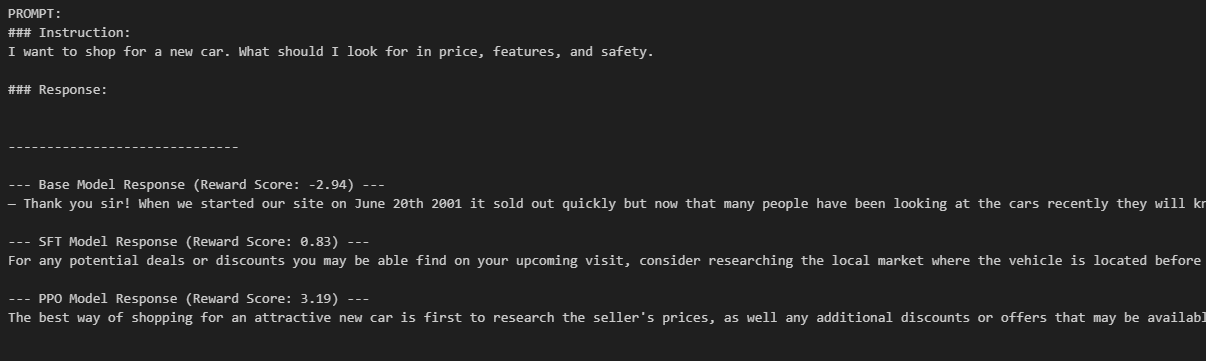 PROMPT:
### Instruction:
I want to shop for a new car. What should I look for in price, features, and safety.
### Response:
------------------------------
--- Base Model Response (Reward Score: -2.94) ---
— Thank you sir! When we started our site on June 20th 2001 it sold out quickly but now that many people have been looking at the cars recently they will
--- SFT Model Response (Reward Score: 0.83) ---
For any potential deals or discounts you may be able find on your upcoming visit, consider researching the local market where the vehicle is located before
--- PPO Model Response (Reward Score: 3.19) ---
The best way of shopping for an attractive new car is first to research the seller's prices, as well any additional discounts or offers that may be